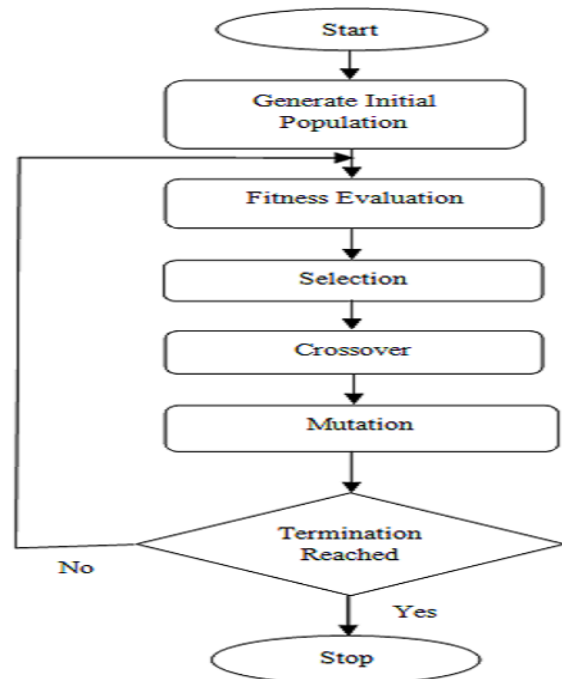 Start
Generate Initial
Population
Fitness Evaluation
Selection
Crossover
Mutation
Termination
Reached
No
Yes
Stop